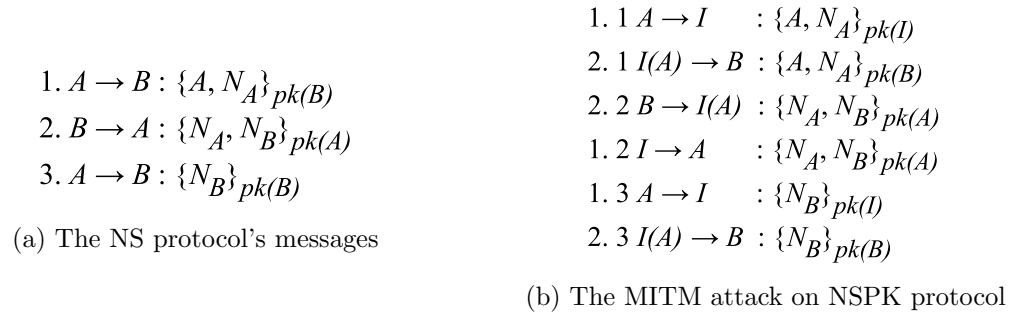 1. A → B : {A, N_A}_pk(B)
2. B → A : {N_A, N_B}_pk(A)
3. A → B : {N_B}_pk(B)
(a) The NS protocol's messages
1. 1 A → I : {A, N_A}_pk(I)
2. 1 I(A) → B : {A, N_A}_pk(B)
2. 2 B → I(A) : {N_A, N_B}_pk(A)
1. 2 I → A : {N_A, N_B}_pk(A)
1. 3 A → I : {N_B}_pk(I)
2. 3 I(A) → B : {N_B}_pk(B)
(b) The MITM attack on NSPK protocol